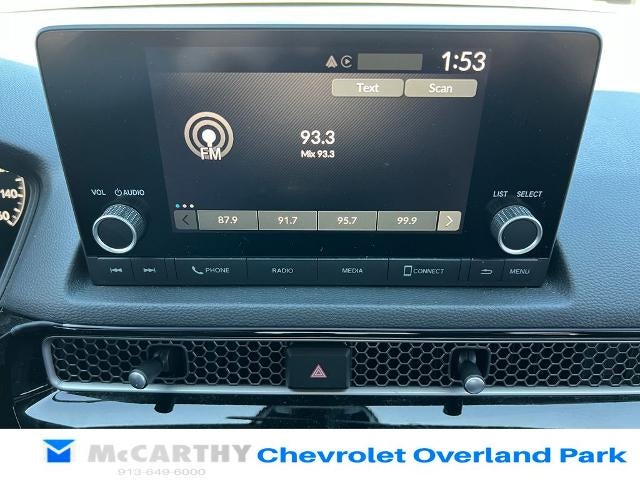 1:53
Text Scan
FM
93.3
Mix 93.3
VOL AUDIO
LIST SELECT
87.9 91.7 95.7 99.9
PHONE RADIO MEDIA CONNECT MENU
140
McCARTHY Chevrolet Overland Park
913-649-6000